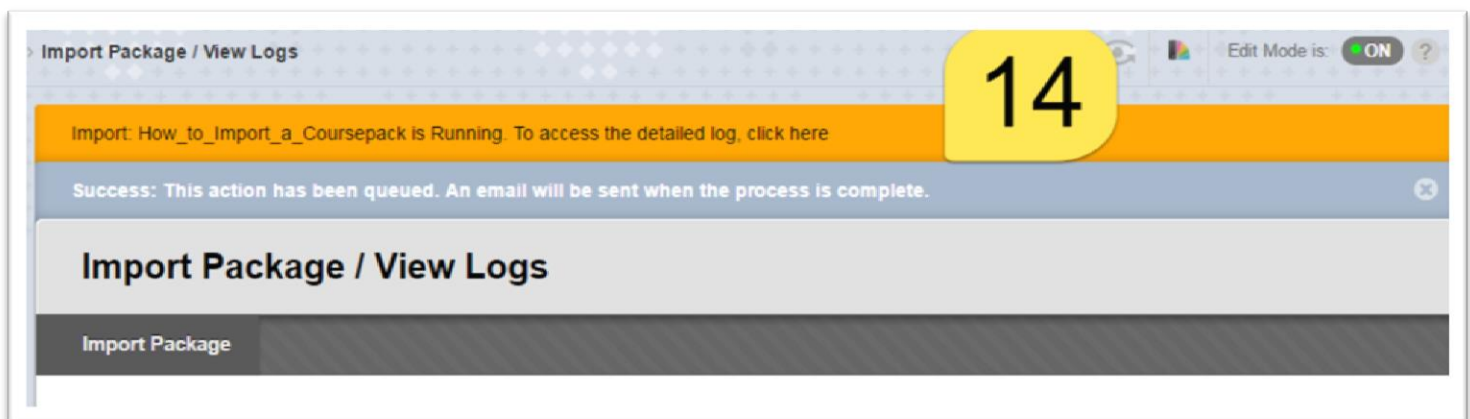 > Import Package / View Logs
14
Edit Mode is: ON ?
Import: How_to_Import_a_Coursepack is Running. To access the detailed log, click here
Success: This action has been queued. An email will be sent when the process is complete.
Import Package / View Logs
Import Package